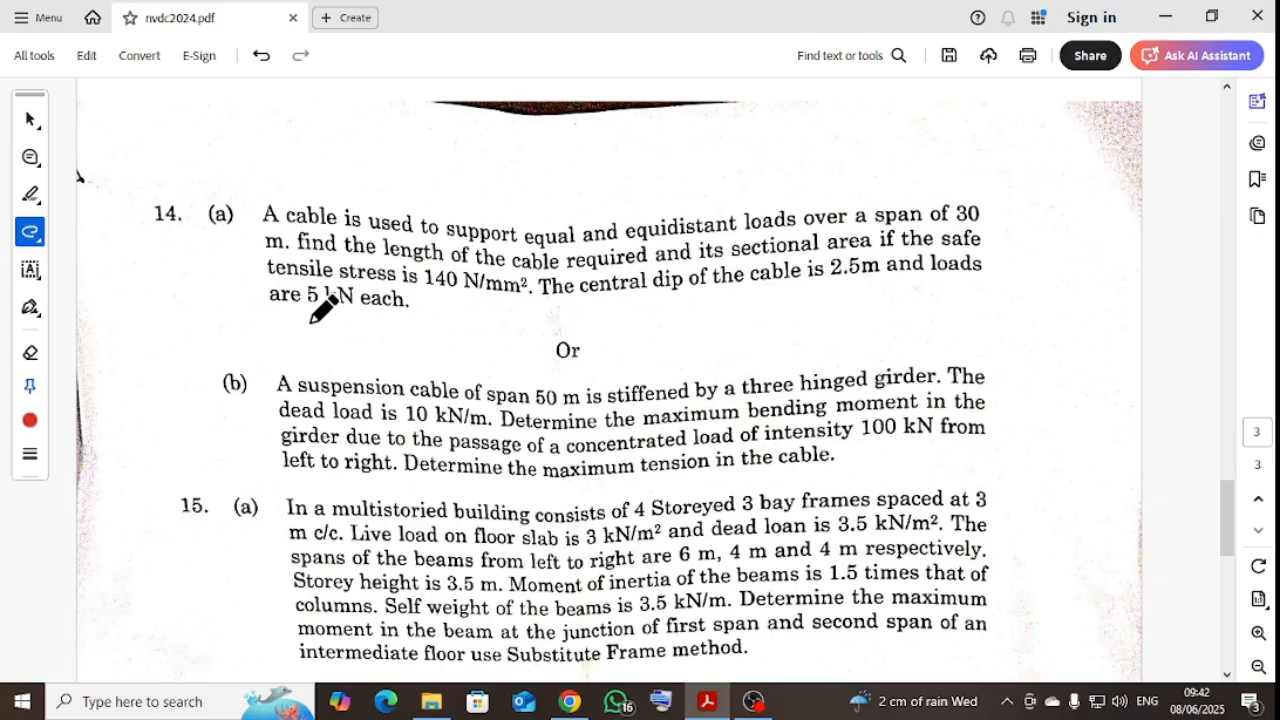 Menu
nvdc2024.pdf
Create
Sign in
All tools
Edit
Convert
E-Sign
Find text or tools
Share
Ask AI Assistant
14. (a) A cable is used to support equal and equidistant loads over a span of 30
m. find the length of the cable required and its sectional area if the safe
tensile stress is 140 N/mm². The central dip of the cable is 2.5m and loads
are 5 kN each.
Or
(b) A suspension cable of span 50 m is stiffened by a three hinged girder. The
dead load is 10 kN/m. Determine the maximum bending moment in the
girder due to the passage of a concentrated load of intensity 100 kN from
left to right. Determine the maximum tension in the cable.
15. (a) In a multistoried building consists of 4 Storeyed 3 bay frames spaced at 3
m c/c. Live load on floor slab is 3 kN/m² and dead loan is 3.5 kN/m². The
spans of the beams from left to right are 6 m, 4 m and 4 m respectively.
Storey height is 3.5 m. Moment of inertia of the beams is 1.5 times that of
columns. Self weight of the beams is 3.5 kN/m. Determine the maximum
moment in the beam at the junction of first span and second span of an
intermediate floor use Substitute Frame method.
3
3
Type here to search
16
2 cm of rain Wed
ENG
09:42
08/06/2025
3